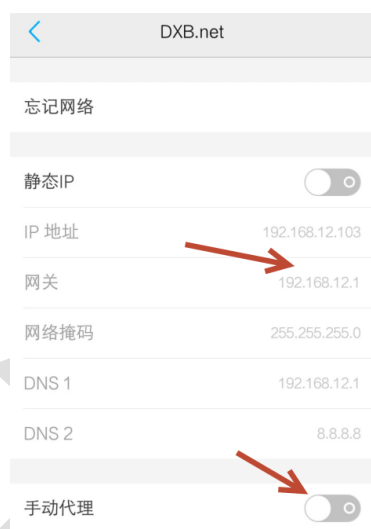 DXB.net
忘记网络
静态IP
IP 地址 192.168.12.103
网关 192.168.12.1
网络掩码 255.255.255.0
DNS 1 192.168.12.1
DNS 2 8.8.8.8
手动代理